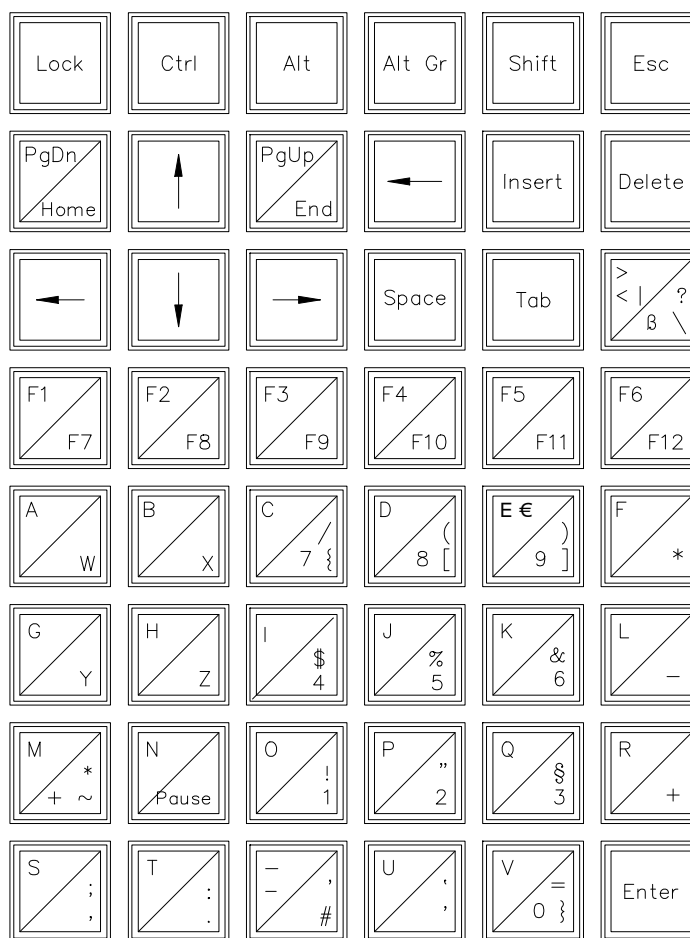 Lock Ctrl Alt Alt Gr Shift Esc
PgDn PgUp Insert Delete
Home End
Space Tab
>
< | ?
ß \
F1 F2 F3 F4 F5 F6
F7 F8 F9 F10 F11 F12
A B C D E € F
/ ( )
W X 7 { 8 [ 9 ] *
G H I J K L
$ % &
Y Z 4 5 6 –
M N O P Q R
* ! " §
+ ~ Pause 1 2 3 +
S T – U V Enter
; : – ' ‘ =
, . # ' 0 }